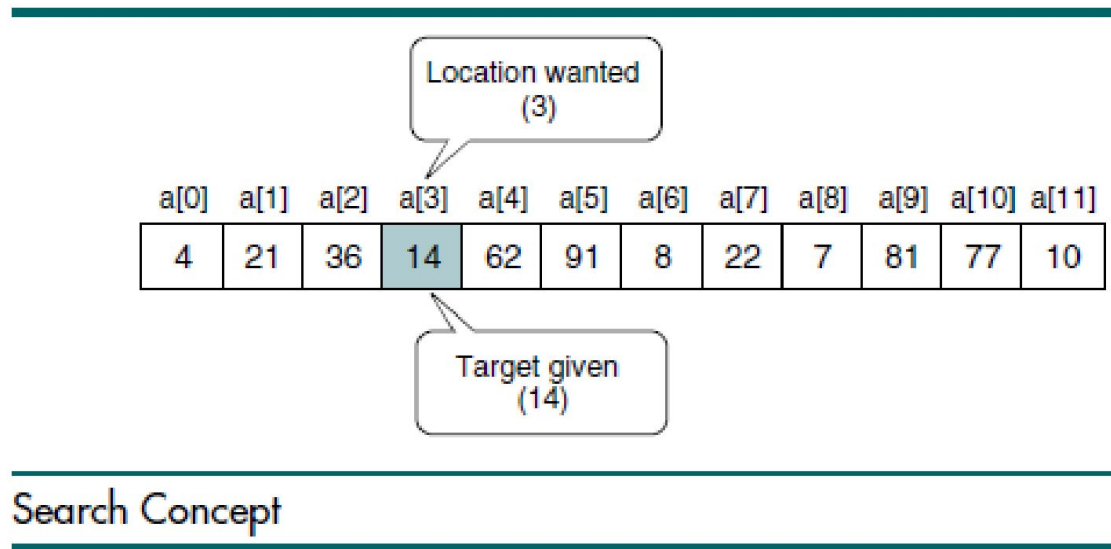 Location wanted
(3)
a[0] a[1] a[2] a[3] a[4] a[5] a[6] a[7] a[8] a[9] a[10] a[11]
4 21 36 14 62 91 8 22 7 81 77 10
Target given
(14)
Search Concept